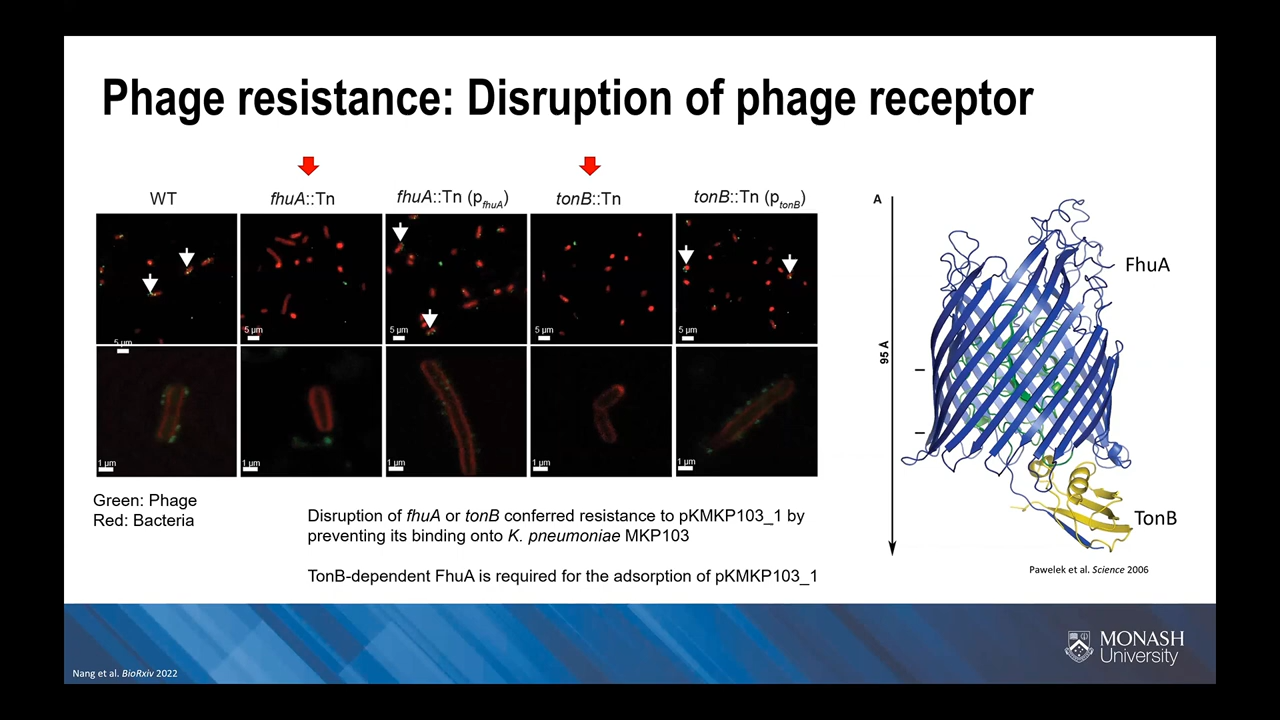 Phage resistance: Disruption of phage receptor
WT
fhuA::Tn
fhuA::Tn (pfhuA)
tonB::Tn
tonB::Tn (ptonB)
5 µm
5 µm
5 µm
5 µm
5 µm
5 µm
1 µm
1 µm
1 µm
1 µm
1 µm
Green: Phage
Red: Bacteria
Disruption of fhuA or tonB conferred resistance to pKMKP103_1 by
preventing its binding onto K. pneumoniae MKP103
TonB-dependent FhuA is required for the adsorption of pKMKP103_1
A
FhuA
95 Å
TonB
Pawelek et al. Science 2006
MONASH
University
Nang et al. BioRxiv 2022